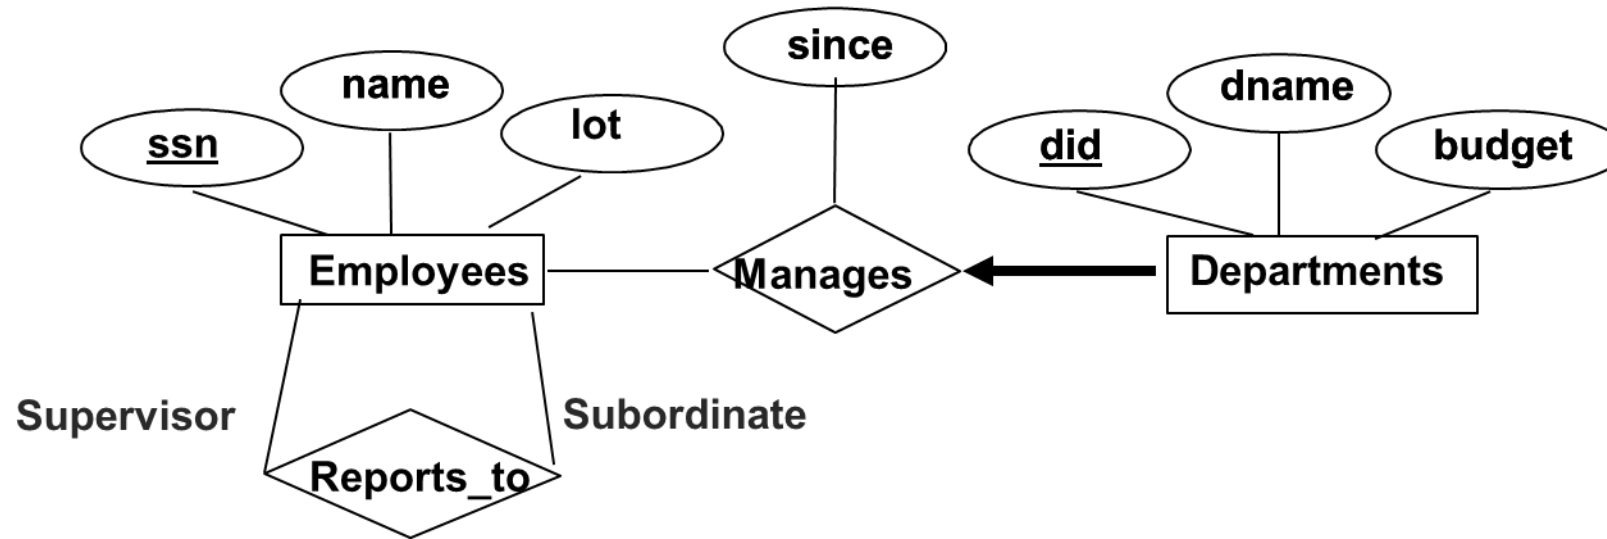 since
name
dname
lot
ssn
did
budget
Employees
Manages
Departments
Supervisor
Subordinate
Reports_to